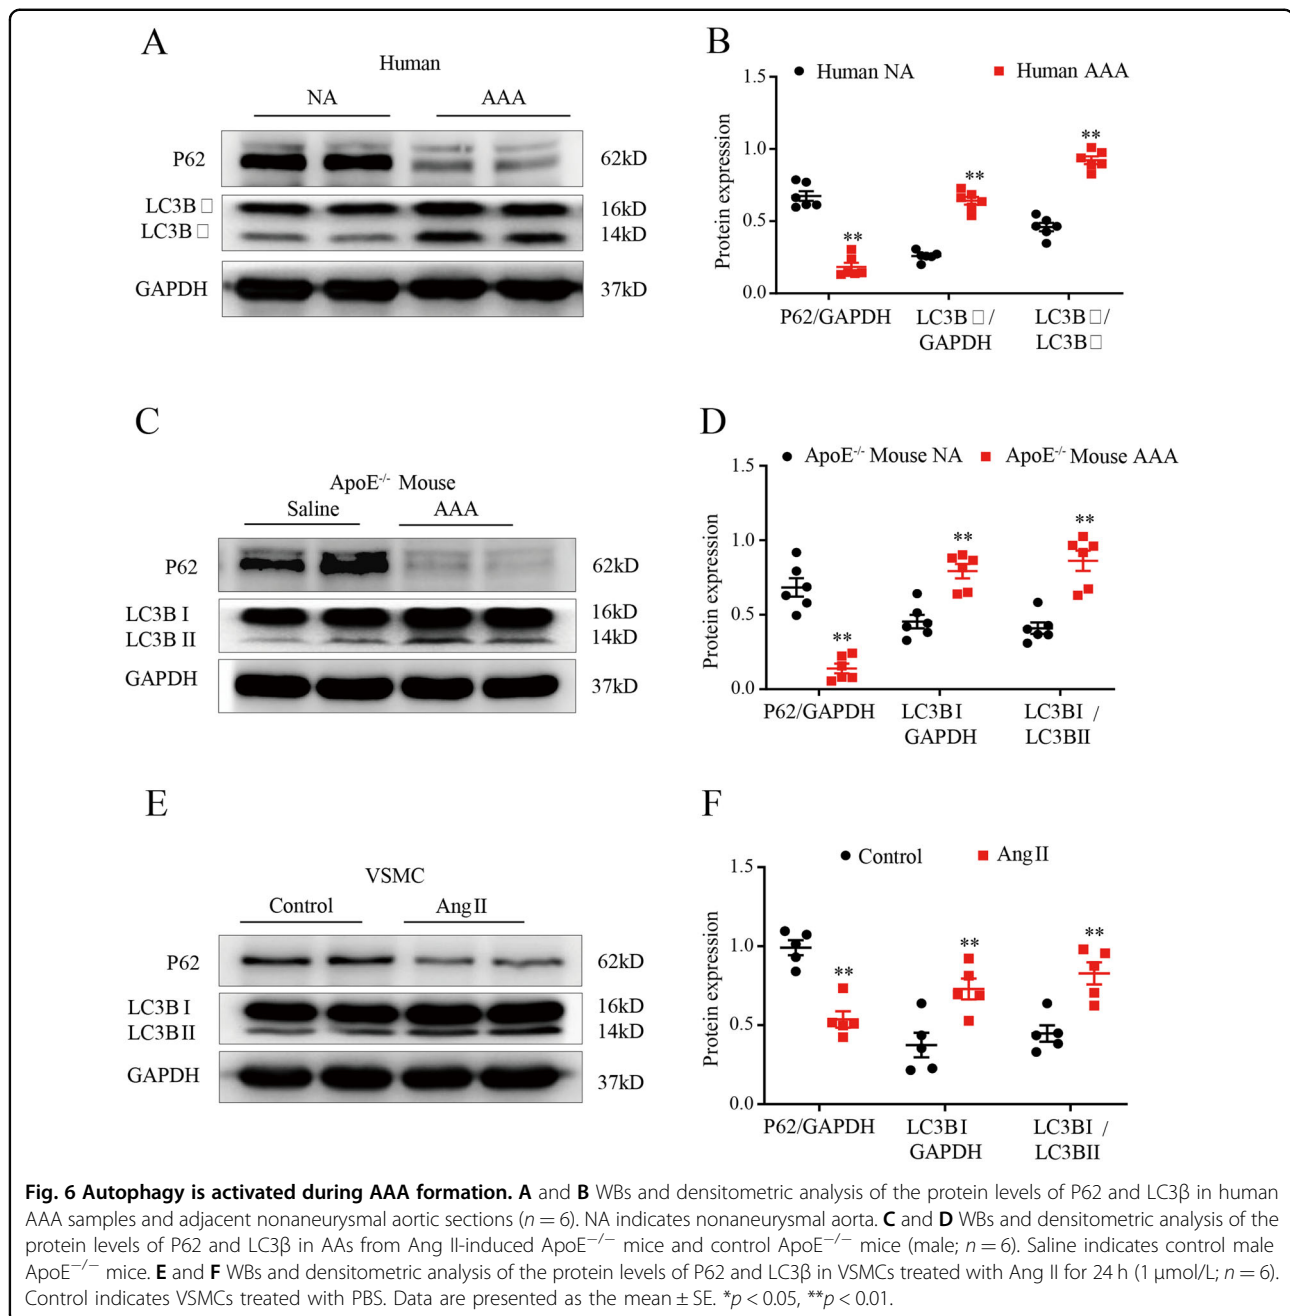 A
Human
NA AAA
P62 62kD
LC3B □ 16kD
LC3B □ 14kD
GAPDH 37kD
B
Human NA Human AAA
Protein expression
1.5
1.0
0.5
0.0
** ** **
P62/GAPDH LC3B □/ LC3B □/
GAPDH LC3B □
C
ApoE-/- Mouse
Saline AAA
P62 62kD
LC3B I 16kD
LC3B II 14kD
GAPDH 37kD
D
ApoE-/- Mouse NA ApoE-/- Mouse AAA
Protein expression
1.5
1.0
0.5
0.0
** ** **
P62/GAPDH LC3B I LC3BI /
GAPDH LC3BII
E
VSMC
Control Ang II
P62 62kD
LC3B I 16kD
LC3B II 14kD
GAPDH 37kD
F
Control Ang II
Protein expression
1.5
1.0
0.5
0.0
** ** **
P62/GAPDH LC3B I LC3BI /
GAPDH LC3BII
Fig. 6 Autophagy is activated during AAA formation. A and B WBs and densitometric analysis of the protein levels of P62 and LC3β in human
AAA samples and adjacent nonaneurysmal aortic sections (n = 6). NA indicates nonaneurysmal aorta. C and D WBs and densitometric analysis of the
protein levels of P62 and LC3β in AAs from Ang II-induced ApoE−/− mice and control ApoE−/− mice (male; n = 6). Saline indicates control male
ApoE−/− mice. E and F WBs and densitometric analysis of the protein levels of P62 and LC3β in VSMCs treated with Ang II for 24 h (1 μmol/L; n = 6).
Control indicates VSMCs treated with PBS. Data are presented as the mean ± SE. *p < 0.05, **p < 0.01.